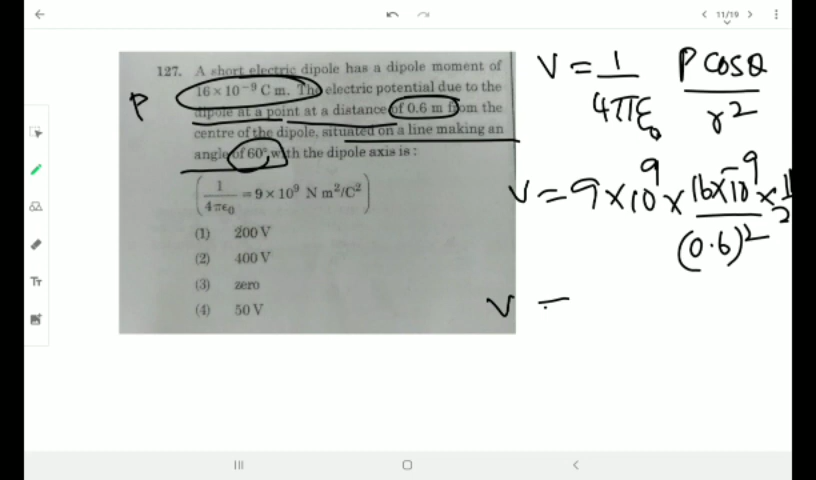 11/19
127. A short electric dipole has a dipole moment of
16 × 10⁻⁹ C m. The electric potential due to the
dipole at a point at a distance of 0.6 m from the
centre of the dipole, situated on a line making an
angle of 60° with the dipole axis is :
(1/4πϵ₀ = 9 × 10⁹ N m²/C²)
(1) 200 V
(2) 400 V
(3) zero
(4) 50 V
P
V = 1/4πε₀ P cosθ/r²
V = 9 × 10⁹ × 16 × 10⁻⁹/(0.6)² × 1/2
V =
Tт